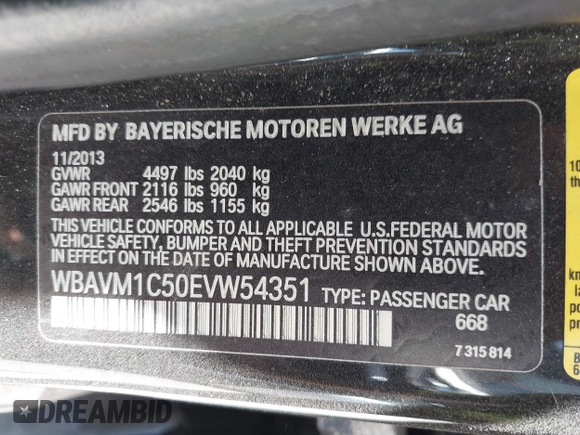 MFD BY BAYERISCHE MOTOREN WERKE AG
11/2013
GVWR 4497 lbs 2040 kg
GAWR FRONT 2116 lbs 960 kg
GAWR REAR 2546 lbs 1155 kg
THIS VEHICLE CONFORMS TO ALL APPLICABLE U.S.FEDERAL MOTOR
VEHICLE SAFETY, BUMPER AND THEFT PREVENTION STANDARDS
IN EFFECT ON THE DATE OF MANUFACTURE SHOWN ABOVE.
WBAVM1C50EVW54351 TYPE: PASSENGER CAR
668
7 315 814
DREAMBID